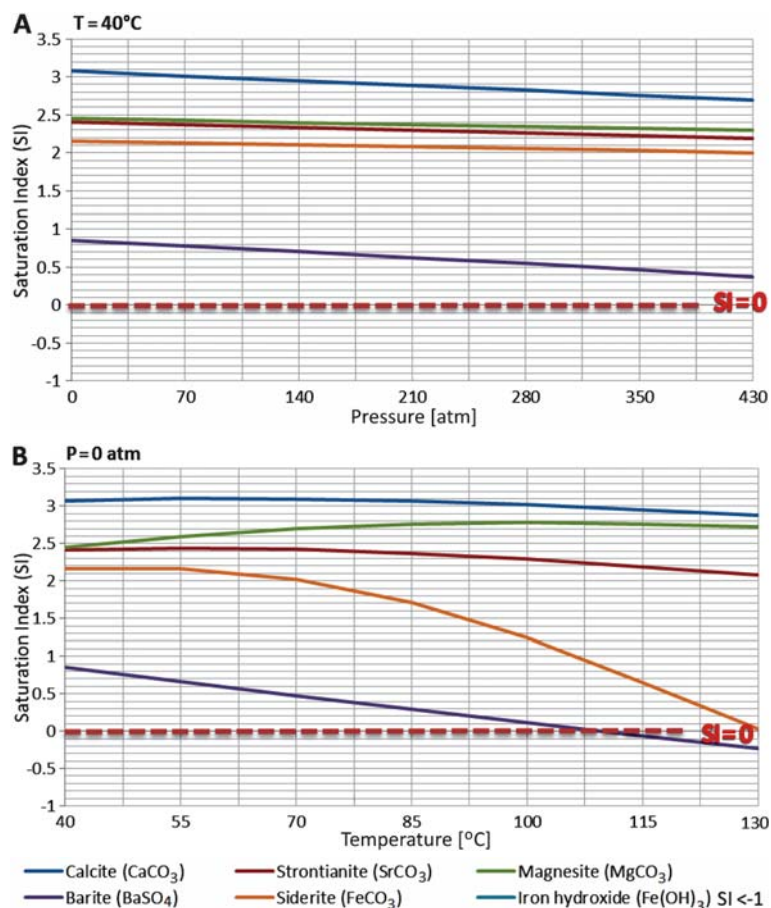 A T = 40°C
3.5
3
2.5
2
1.5
1
0.5
0
-0.5
-1
Saturation Index (SI)
SI = 0
0 70 140 210 280 350 430
Pressure [atm]
B P = 0 atm
3.5
3
2.5
2
1.5
1
0.5
0
-0.5
-1
Saturation Index (SI)
SI = 0
40 55 70 85 100 115 130
Temperature [°C]
Calcite (CaCO3) Strontianite (SrCO3) Magnesite (MgCO3)
Barite (BaSO4) Siderite (FeCO3) Iron hydroxide (Fe(OH)3) SI <-1